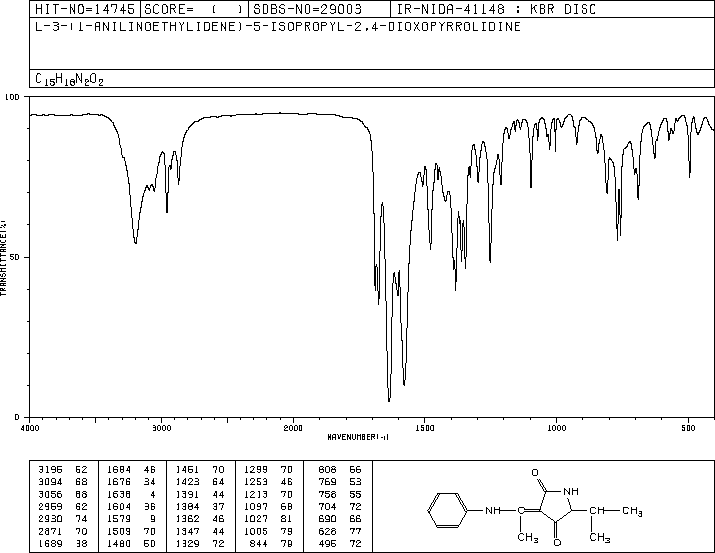 HIT-NO=14745 SCORE= ( ) SDBS-NO=29003 IR-NIDA-41148 : KBR DISC
L-3-(1-ANILINOETHYLIDENE)-5-ISOPROPYL-2,4-DIOXOPYRROLIDINE
C15H18N2O2
100
50
0
TRANSMITTANCE(%)
4000 3000 2000 1500 1000 500
WAVENUMBER(-1)
3195 52 1684 46 1451 70 1299 70 808 66
3094 68 1676 34 1423 64 1253 46 769 53
3056 68 1638 4 1391 44 1213 70 758 55
2959 62 1604 36 1384 37 1097 68 704 72
2930 74 1579 9 1362 46 1027 81 690 66
2871 70 1509 70 1347 44 1005 79 628 77
1689 38 1480 50 1329 72 844 79 495 72
O
NH
NH
CH CH3
O
CH3
CH3